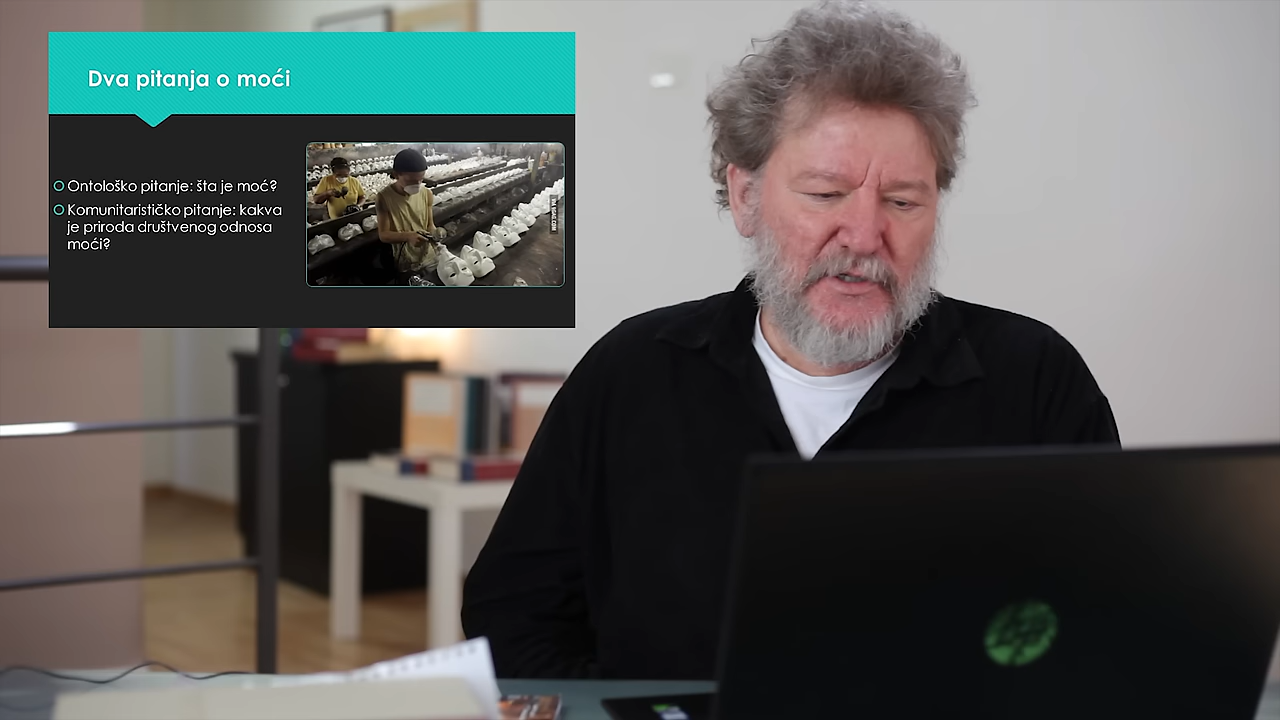 Dva pitanja o moći
Ontološko pitanje: šta je moć?
Komunitarističko pitanje: kakva
je priroda društvenog odnosa
moći?